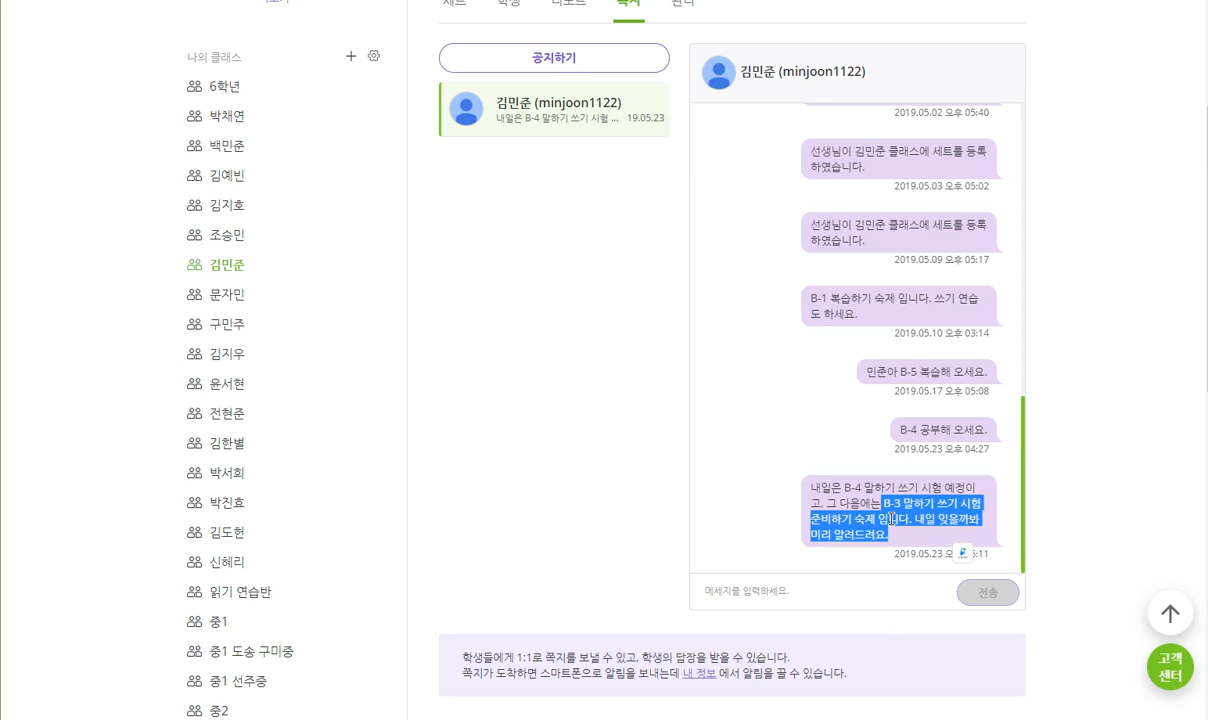 세트 학생 리포트 쪽지 관리
나의 클래스
6학년
박채연
백민준
김예빈
김지호
조승민
김민준
문자민
구민주
김지우
윤서현
전현준
김한별
박서희
박진효
김도헌
신혜리
읽기 연습반
중1
중1 도송 구미중
중1 선주중
중2
공지하기
김민준 (minjoon1122)
내일은 B-4 말하기 쓰기 시험 ... 19.05.23
김민준 (minjoon1122)
2019.05.02 오후 05:40
선생님이 김민준 클래스에 세트를 등록
하였습니다.
2019.05.03 오후 05:02
선생님이 김민준 클래스에 세트를 등록
하였습니다.
2019.05.09 오후 05:17
B-1 복습하기 숙제 입니다. 쓰기 연습
도 하세요.
2019.05.10 오후 03:14
민준아 B-5 복습해 오세요.
2019.05.17 오후 05:08
B-4 공부해 오세요.
2019.05.23 오후 04:27
내일은 B-4 말하기 쓰기 시험 예정이
고, 그 다음에는 B-3 말하기 쓰기 시험
준비하기 숙제 입니다. 내일 잊을까봐
미리 알려드려요.
2019.05.23 오 5:11
메세지를 입력하세요.
전송
학생들에게 1:1로 쪽지를 보낼 수 있고, 학생의 답장을 받을 수 있습니다.
쪽지가 도착하면 스마트폰으로 알림을 보내는데 내 정보 에서 알림을 끌 수 있습니다.
고객
센터